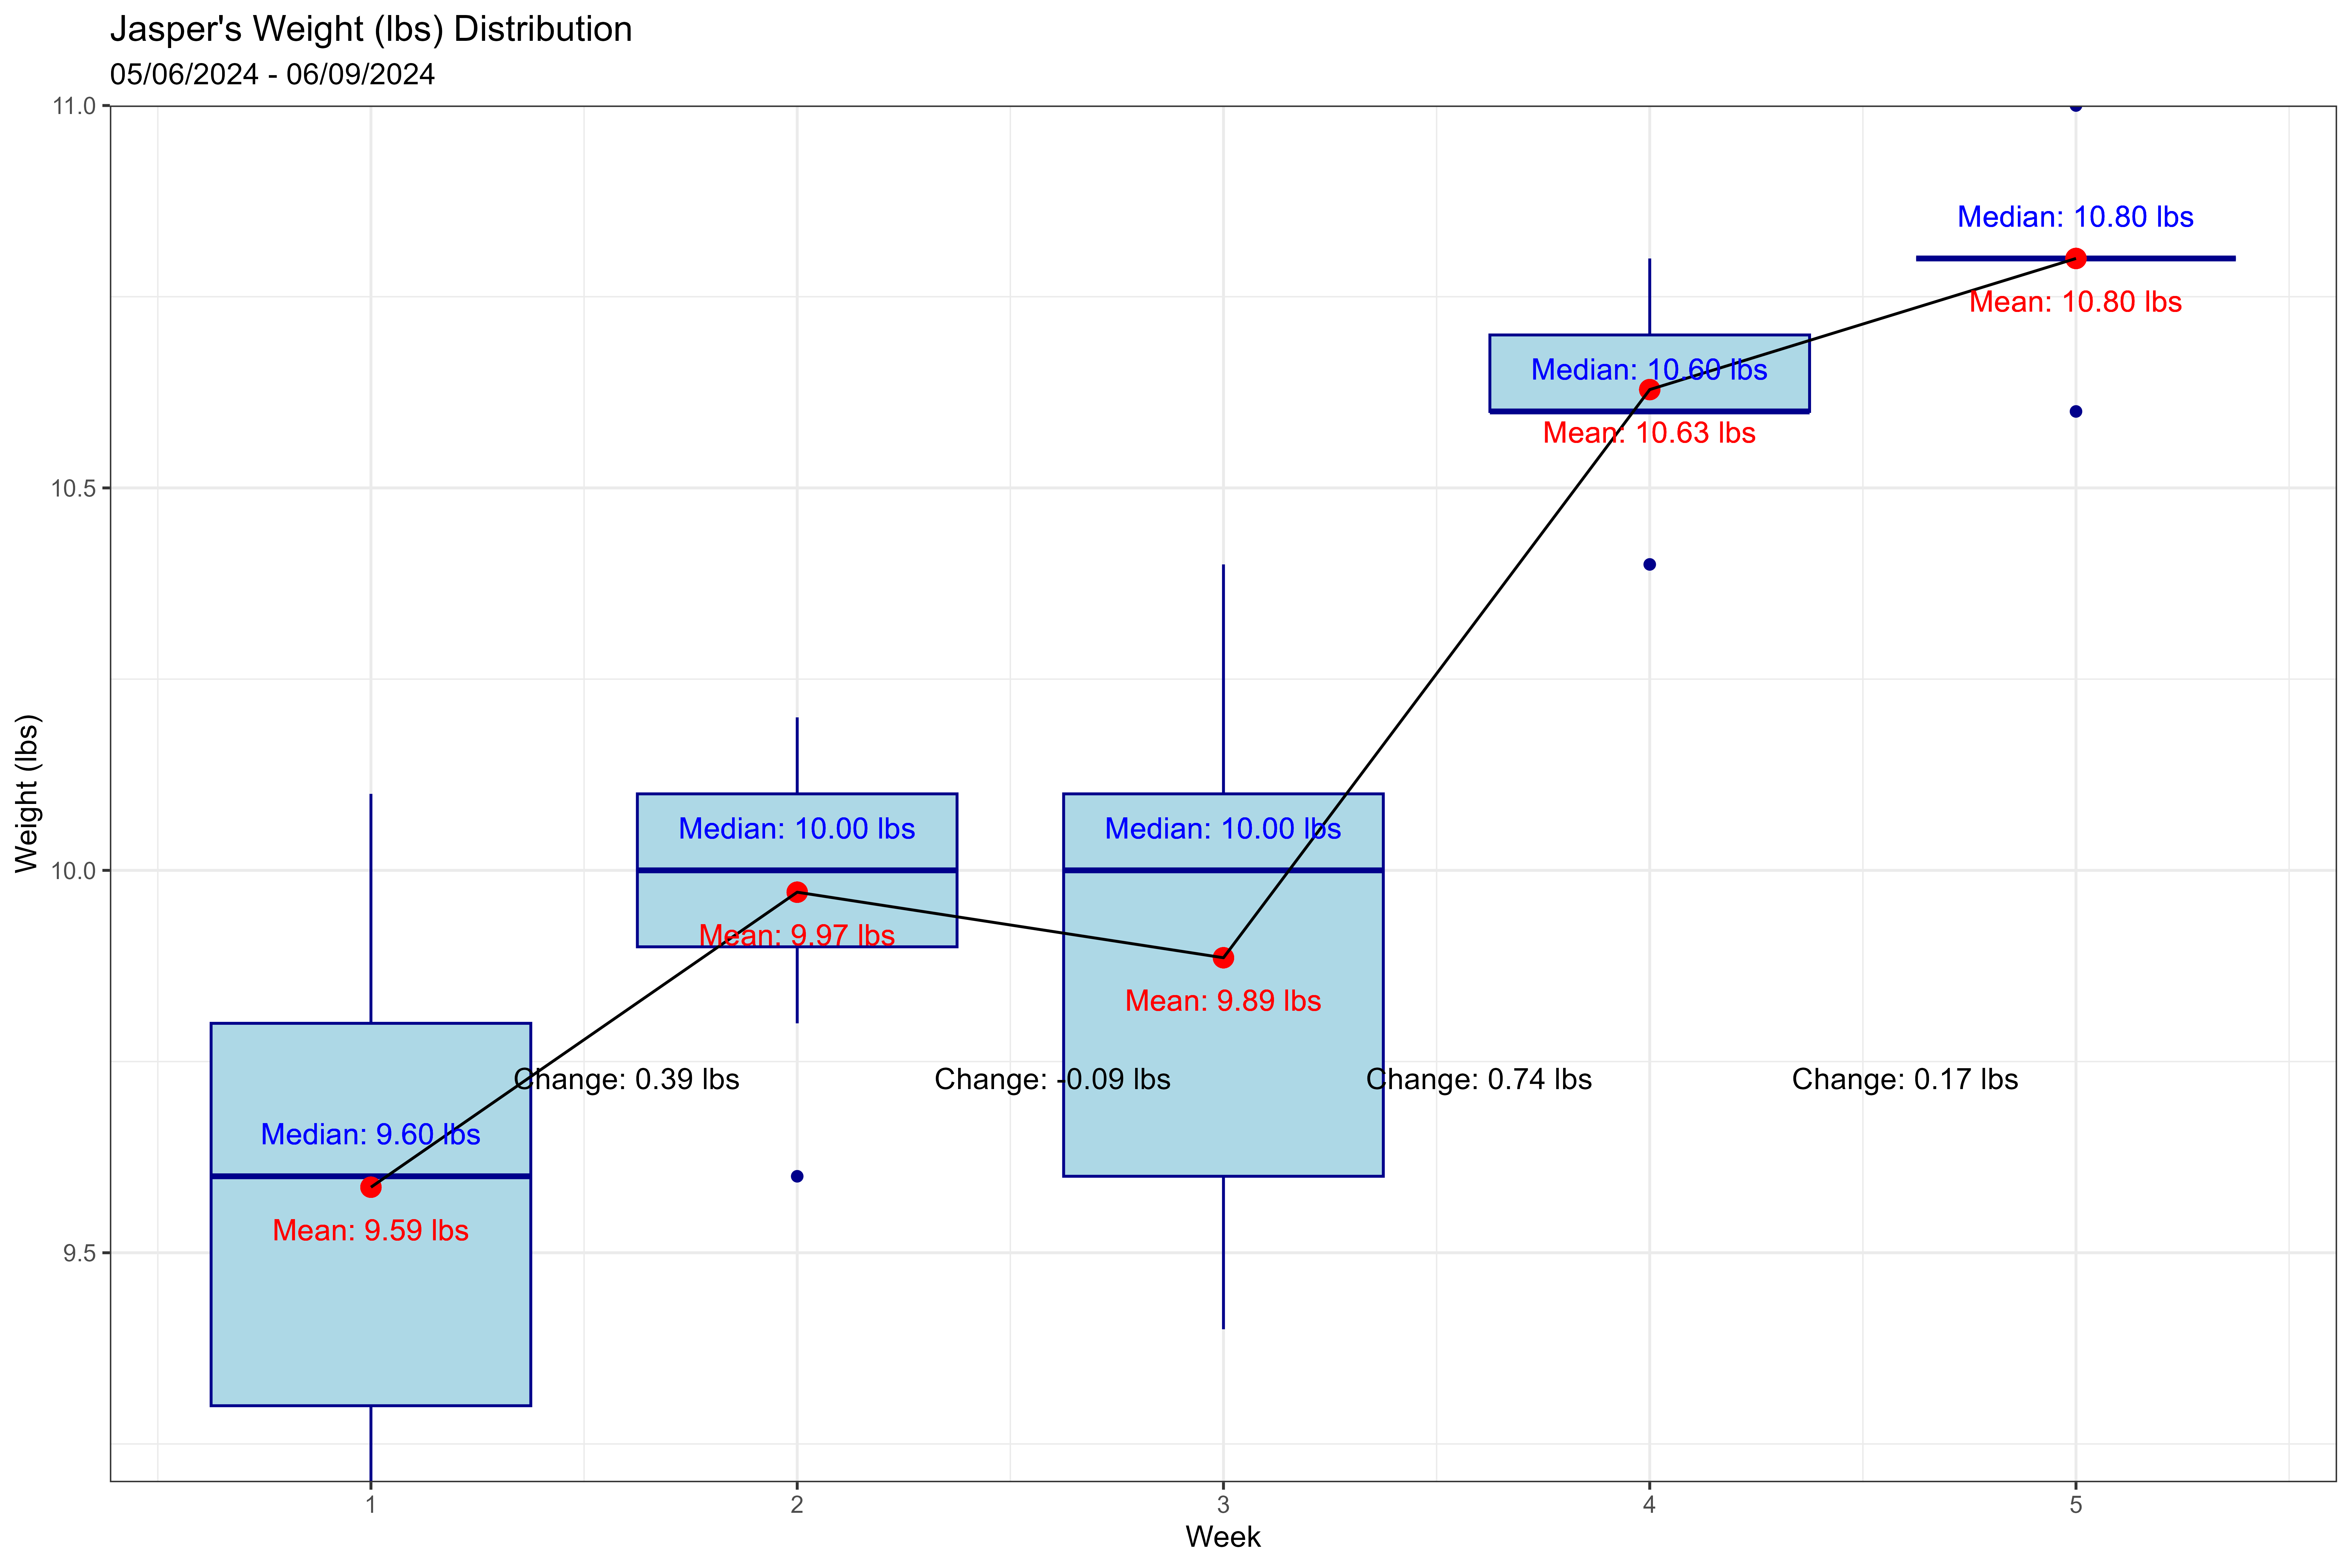 Jasper's Weight (lbs) Distribution
05/06/2024 - 06/09/2024
11.0
Median: 10.80 lbs
Mean: 10.80 lbs
Median: 10.60 lbs
Mean: 10.63 lbs
10.5
Median: 10.00 lbs
Median: 10.00 lbs
10.0
Mean: 9.97 lbs
Mean: 9.89 lbs
Change: 0.39 lbs
Change: -0.09 lbs
Change: 0.74 lbs
Change: 0.17 lbs
Median: 9.60 lbs
Mean: 9.59 lbs
9.5
Weight (lbs)
1
2
3
4
5
Week